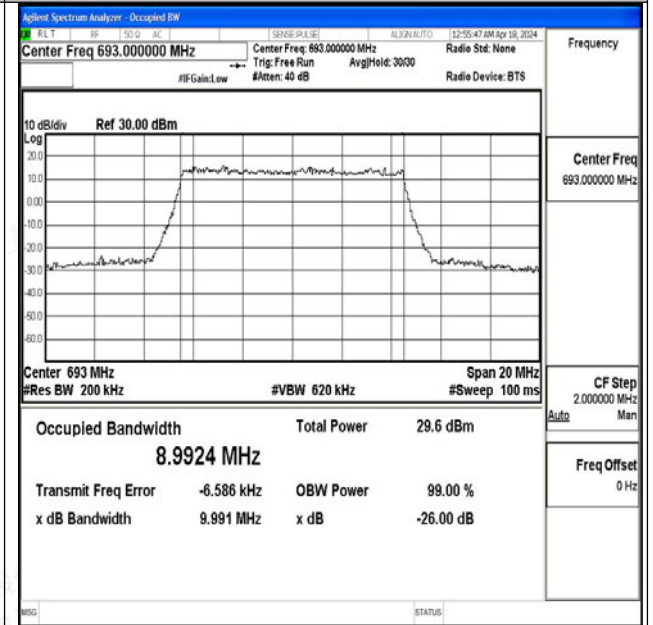 Agilent Spectrum Analyzer - Occupied BW
RL T RF 50 Ω AC SENSE:PULSE ALIGN AUTO 12:55:47 AM Apr 18, 2024
Center Freq 693.000000 MHz Center Freq: 693.000000 MHz Radio Std: None Frequency
Trig: Free Run Avg|Hold: 30/30
#IFGain:Low #Atten: 40 dB Radio Device: BTS
10 dB/div Ref 30.00 dBm
Log
20.0
10.0
0.00
-10.0
-20.0
-30.0
-40.0
-50.0
-60.0
Center Freq
693.000000 MHz
Center 693 MHz Span 20 MHz
#Res BW 200 kHz #VBW 620 kHz #Sweep 100 ms
CF Step
2.000000 MHz
Auto Man
Occupied Bandwidth Total Power 29.6 dBm
8.9924 MHz
Transmit Freq Error -6.586 kHz OBW Power 99.00 %
x dB Bandwidth 9.991 MHz x dB -26.00 dB
Freq Offset
0 Hz
MSG STATUS